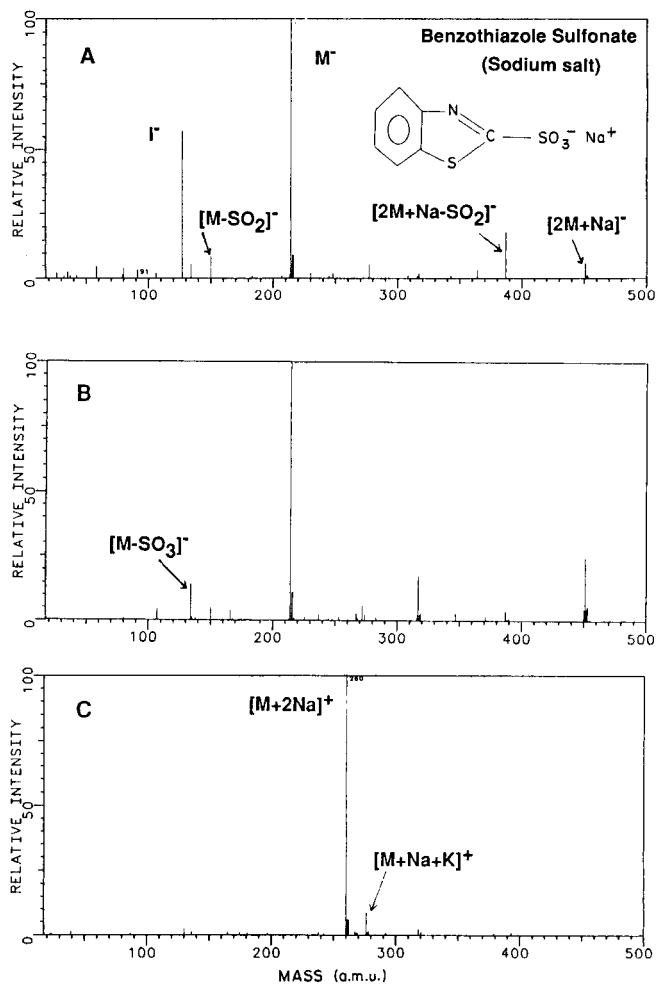 100
A
M⁻
Benzothiazole Sulfonate
(Sodium salt)
N
C
S
SO₃⁻ Na⁺
I⁻
50
[M-SO₂]⁻
[2M+Na-SO₂]⁻
[2M+Na]⁻
91
RELATIVE INTENSITY
0
100
200
300
400
500
100
B
50
[M-SO₃]⁻
RELATIVE INTENSITY
0
100
200
300
400
500
100
C
[M+2Na]⁺
260
50
[M+Na+K]⁺
RELATIVE INTENSITY
0
100
200
300
400
500
MASS (a.m.u.)